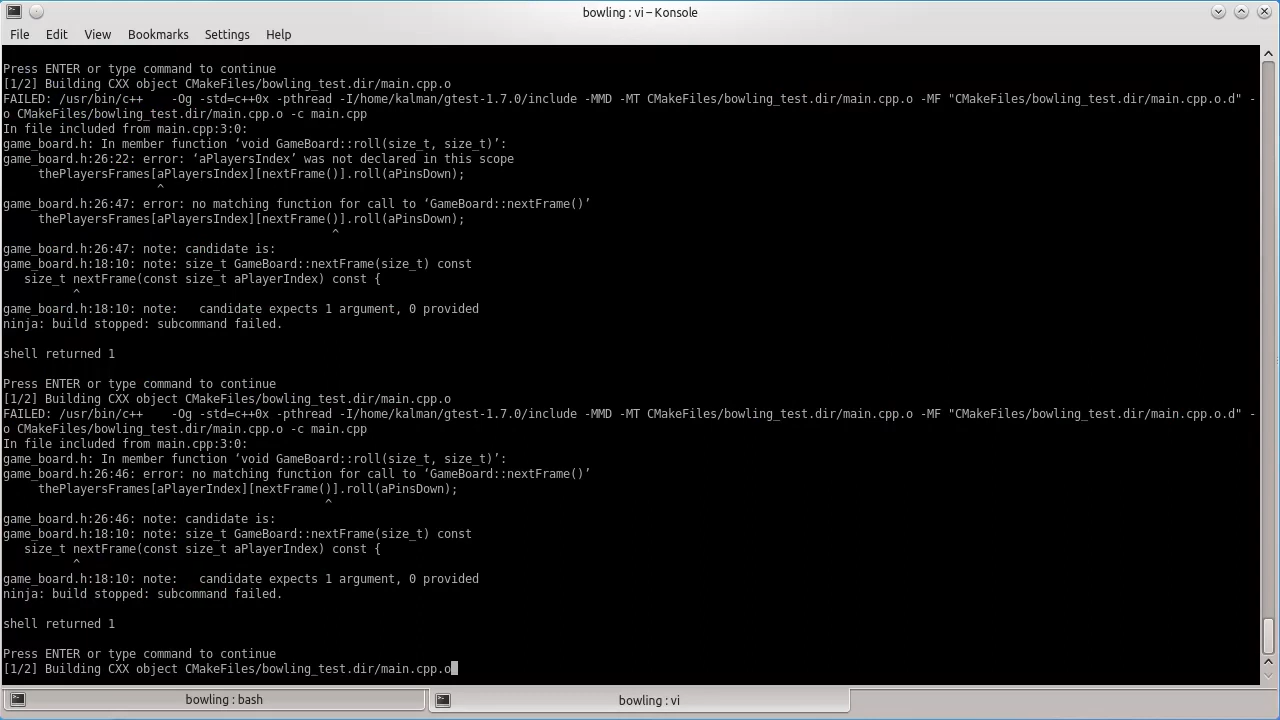 bowling : vi – Konsole
File Edit View Bookmarks Settings Help
Press ENTER or type command to continue
[1/2] Building CXX object CMakeFiles/bowling_test.dir/main.cpp.o
FAILED: /usr/bin/c++    -Og -std=c++0x -pthread -I/home/kalman/gtest-1.7.0/include -MMD -MT CMakeFiles/bowling_test.dir/main.cpp.o -MF "CMakeFiles/bowling_test.dir/main.cpp.o.d" -
o CMakeFiles/bowling_test.dir/main.cpp.o -c main.cpp
In file included from main.cpp:3:0:
game_board.h: In member function ‘void GameBoard::roll(size_t, size_t)’:
game_board.h:26:22: error: ‘aPlayersIndex’ was not declared in this scope
     thePlayersFrames[aPlayersIndex][nextFrame()].roll(aPinsDown);
                      ^
game_board.h:26:47: error: no matching function for call to ‘GameBoard::nextFrame()’
     thePlayersFrames[aPlayersIndex][nextFrame()].roll(aPinsDown);
                                               ^
game_board.h:26:47: note: candidate is:
game_board.h:18:10: note: size_t GameBoard::nextFrame(size_t) const
   size_t nextFrame(const size_t aPlayerIndex) const {
          ^
game_board.h:18:10: note:   candidate expects 1 argument, 0 provided
ninja: build stopped: subcommand failed.
shell returned 1
Press ENTER or type command to continue
[1/2] Building CXX object CMakeFiles/bowling_test.dir/main.cpp.o
FAILED: /usr/bin/c++    -Og -std=c++0x -pthread -I/home/kalman/gtest-1.7.0/include -MMD -MT CMakeFiles/bowling_test.dir/main.cpp.o -MF "CMakeFiles/bowling_test.dir/main.cpp.o.d" -
o CMakeFiles/bowling_test.dir/main.cpp.o -c main.cpp
In file included from main.cpp:3:0:
game_board.h: In member function ‘void GameBoard::roll(size_t, size_t)’:
game_board.h:26:46: error: no matching function for call to ‘GameBoard::nextFrame()’
     thePlayersFrames[aPlayerIndex][nextFrame()].roll(aPinsDown);
                                              ^
game_board.h:26:46: note: candidate is:
game_board.h:18:10: note: size_t GameBoard::nextFrame(size_t) const
   size_t nextFrame(const size_t aPlayerIndex) const {
          ^
game_board.h:18:10: note:   candidate expects 1 argument, 0 provided
ninja: build stopped: subcommand failed.
shell returned 1
Press ENTER or type command to continue
[1/2] Building CXX object CMakeFiles/bowling_test.dir/main.cpp.o
bowling : bash
bowling : vi